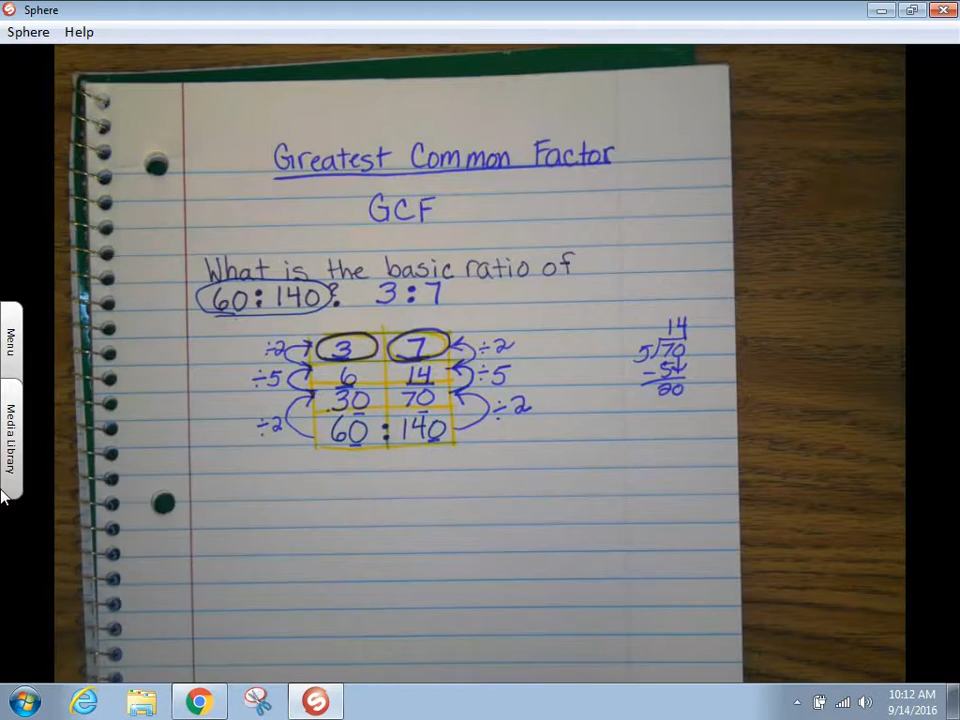 Sphere
Sphere Help
Greatest Common Factor
GCF
What is the basic ratio of
60:140? 3:7
÷2 3 7 ÷2
÷5 6 14 ÷5
30 70
÷2 60 : 140 ÷2
14
5 70
-5
20
Menu
Media Library
10:12 AM
9/14/2016